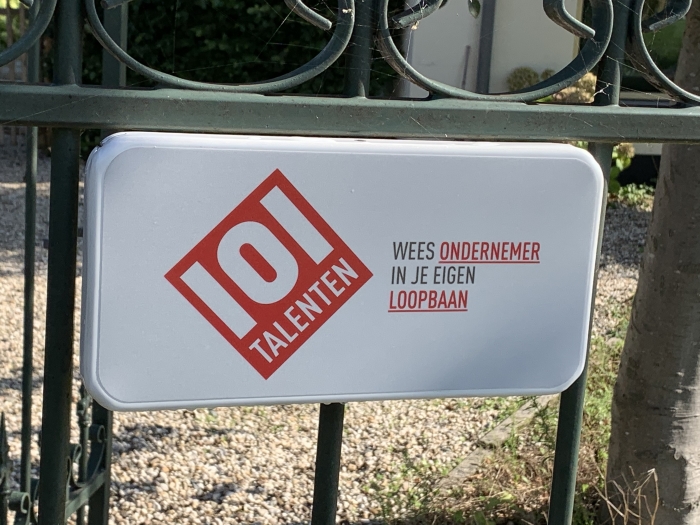 101
TALENTEN
WEES ONDERNEMER
IN JE EIGEN
LOOPBAAN